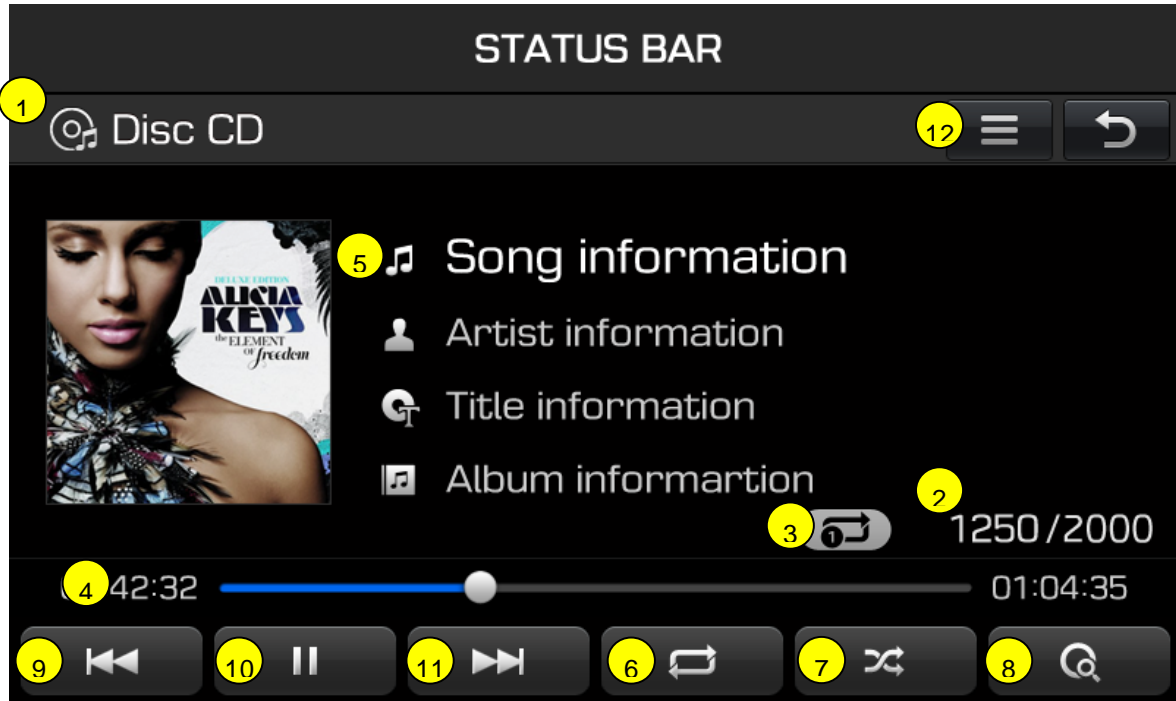 STATUS BAR
1
Disc CD
12
DELUXE EDITION
ALICIA
KEYS
the ELEMENT
OF freedom
5
Song information
Artist information
Title information
Album informartion
3
1
2
1250/2000
4
42:32
01:04:35
9
10
11
6
7
8